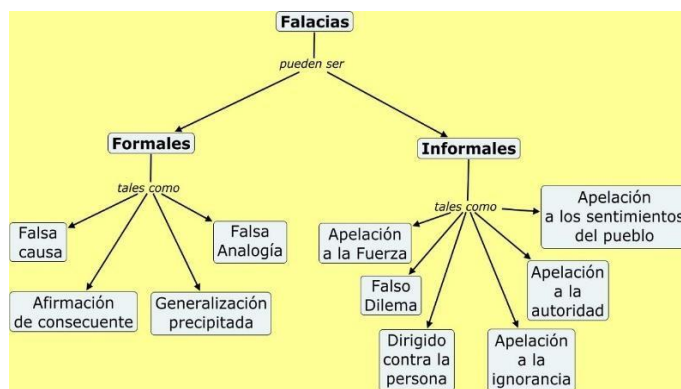 Falacias
pueden ser
Formales
Informales
tales como
tales como
Falsa
causa
Falsa
Analogía
Afirmación
de consecuente
Generalización
precipitada
Apelación
a la Fuerza
Apelación
a los sentimientos
del pueblo
Falso
Dilema
Apelación
a la
autoridad
Dirigido
contra la
persona
Apelación
a la
ignorancia